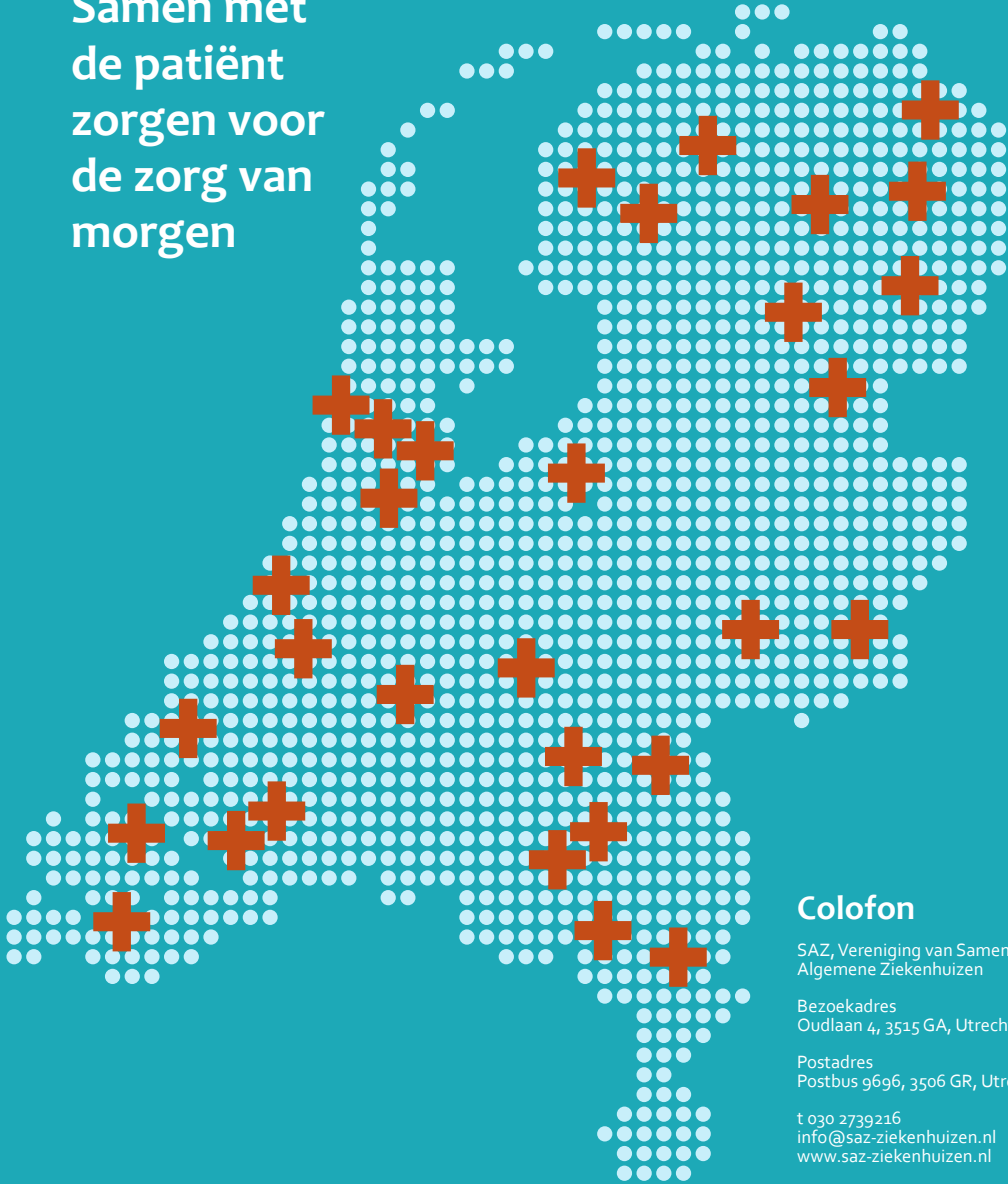 Samen met
de patiënt
zorgen voor
de zorg van
morgen
Colofon
SAZ, Vereniging van Samen
Algemene Ziekenhuizen
Bezoekadres
Oudlaan 4, 3515 GA, Utrech
Postadres
Postbus 9696, 3506 GR, Utr
t 030 2739216
info@saz-ziekenhuizen.nl
www.saz-ziekenhuizen.nl